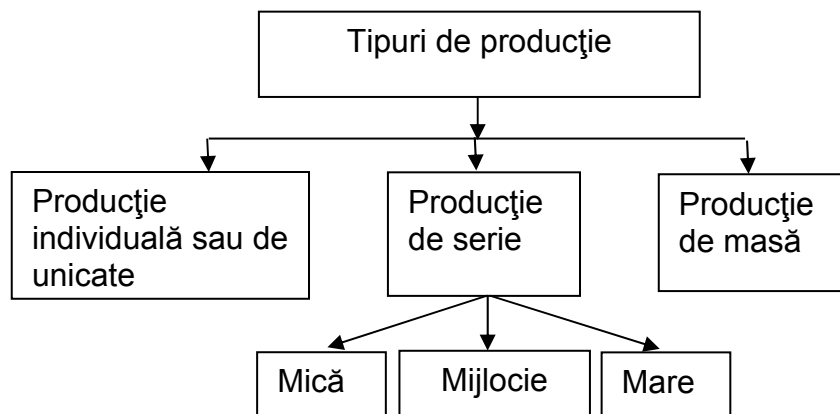 Tipuri de producţie
Producţie
individuală sau de
unicate
Producţie
de serie
Producţie
de masă
Mică
Mijlocie
Mare